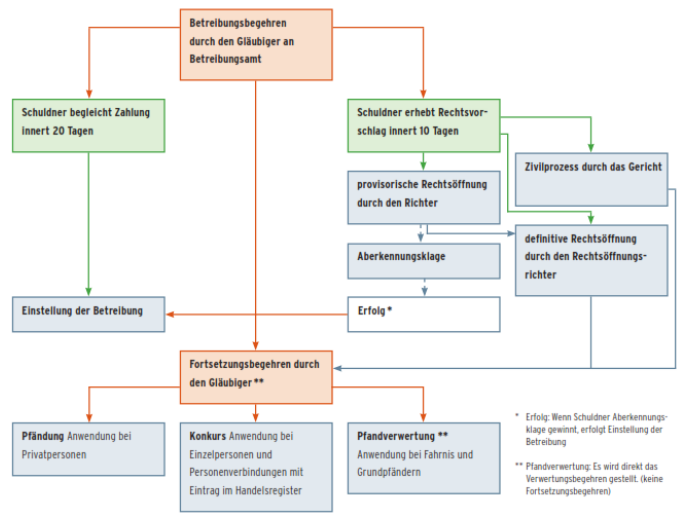 Betreibungsbegehren
durch den Gläubiger an
Betreibungsamt
Schuldner begleicht Zahlung
innert 20 Tagen
Schuldner erhebt Rechtsvor-
schlag innert 10 Tagen
Zivilprozess durch das Gericht
provisorische Rechtsöffnung
durch den Richter
definitive Rechtsöffnung
durch den Rechtsöffnungs-
richter
Aberkennungsklage
Einstellung der Betreibung
Erfolg *
Fortsetzungsbegehren durch
den Gläubiger **
Pfändung Anwendung bei
Privatpersonen
Konkurs Anwendung bei
Einzelpersonen und
Personenverbindungen mit
Eintrag im Handelsregister
Pfandverwertung **
Anwendung bei Fahrnis und
Grundpfändern
* Erfolg: Wenn Schuldner Aberkennungs-
klage gewinnt, erfolgt Einstellung der
Betreibung
** Pfandverwertung: Es wird direkt das
Verwertungsbegehren gestellt. (keine
Fortsetzungsbegehren)